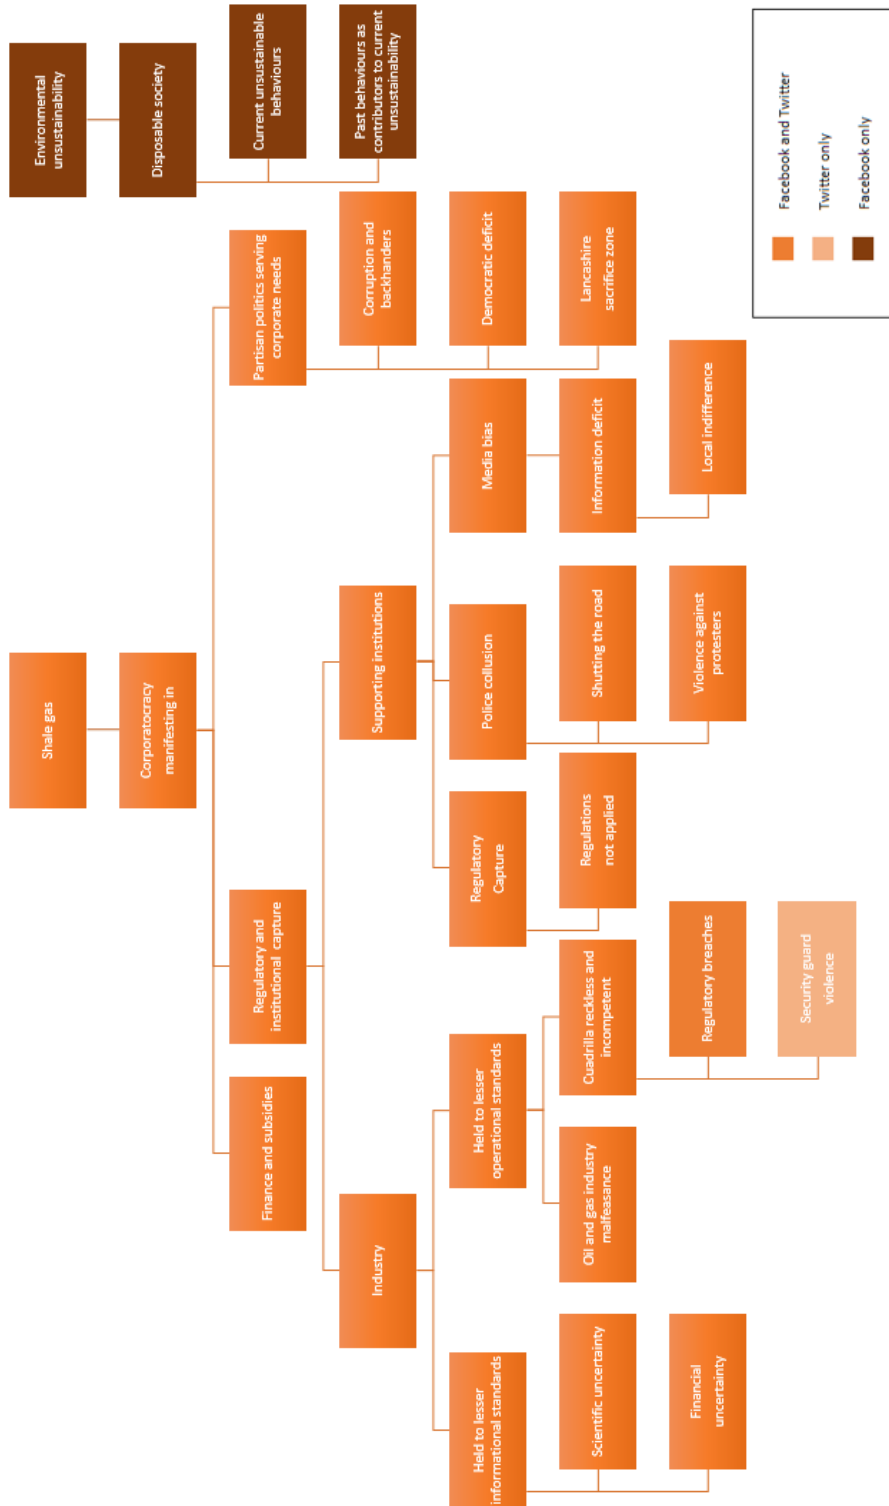 Shale gas
Environmental
unsustainability
Corporatocracy
manifesting in
Disposable society
Finance and subsidies
Regulatory and
institutional capture
Partisan politics serving
corporate needs
Current unsustainable
behaviours
Industry
Supporting institutions
Corruption and
backhanders
Past behaviours as
contributors to current
unsustainability
Held to lesser
informational standards
Held to lesser
operational standards
Regulatory
Capture
Police collusion
Media bias
Democratic deficit
Scientific uncertainty
Oil and gas industry
malfeasance
Cuadrilla reckless and
incompetent
Regulations
not applied
Shutting the road
Information deficit
Lancashire
sacrifice zone
Financial
uncertainty
Regulatory breaches
Violence against
protesters
Local indifference
Security guard
violence
Facebook and Twitter
Twitter only
Facebook only